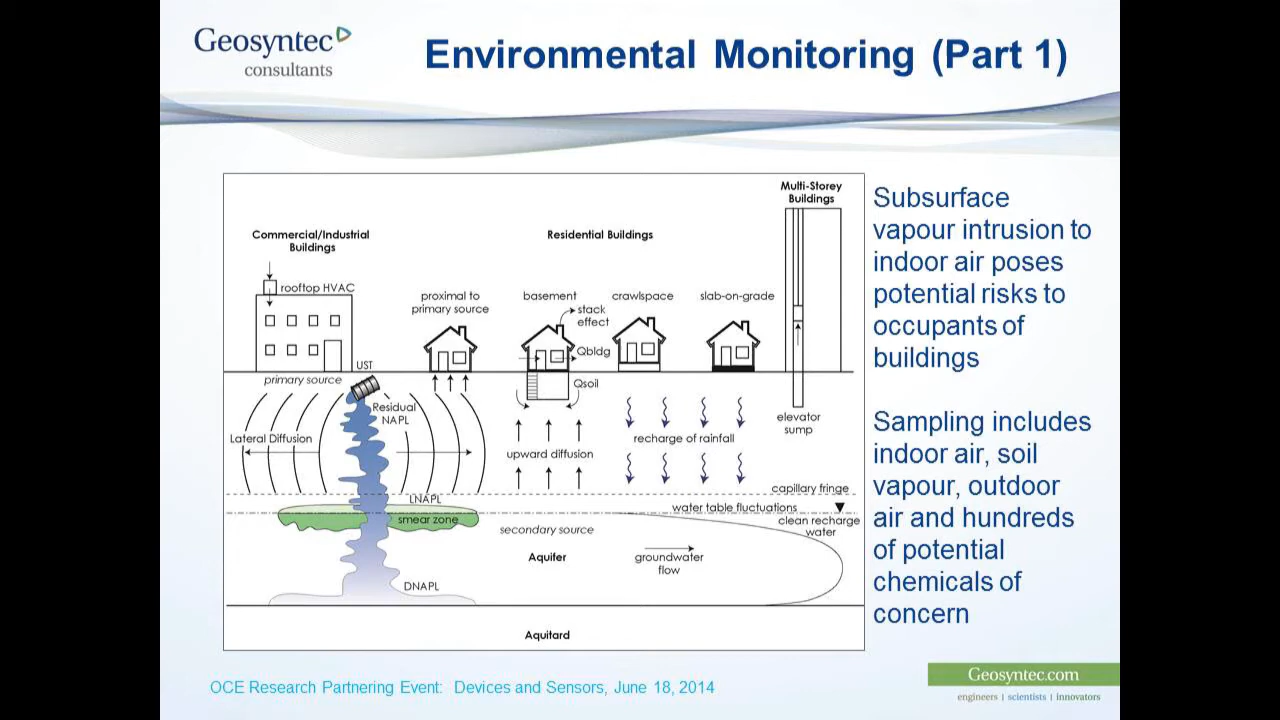 Geosyntec
consultants
Environmental Monitoring (Part 1)
Multi-Storey
Buildings
Commercial/Industrial
Buildings
Residential Buildings
rooftop HVAC
proximal to
primary source
basement
crawlspace
slab-on-grade
stack
effect
Qbldg
UST
primary source
Qsoil
Residual
NAPL
elevator
sump
Lateral Diffusion
recharge of rainfall
upward diffusion
capillary fringe
LNAPL
water table fluctuations
smear zone
clean recharge
water
secondary source
Aquifer
groundwater
flow
DNAPL
Aquitard
Subsurface
vapour intrusion to
indoor air poses
potential risks to
occupants of
buildings
Sampling includes
indoor air, soil
vapour, outdoor
air and hundreds
of potential
chemicals of
concern
OCE Research Partnering Event: Devices and Sensors, June 18, 2014
Geosyntec.com
engineers | scientists | innovators